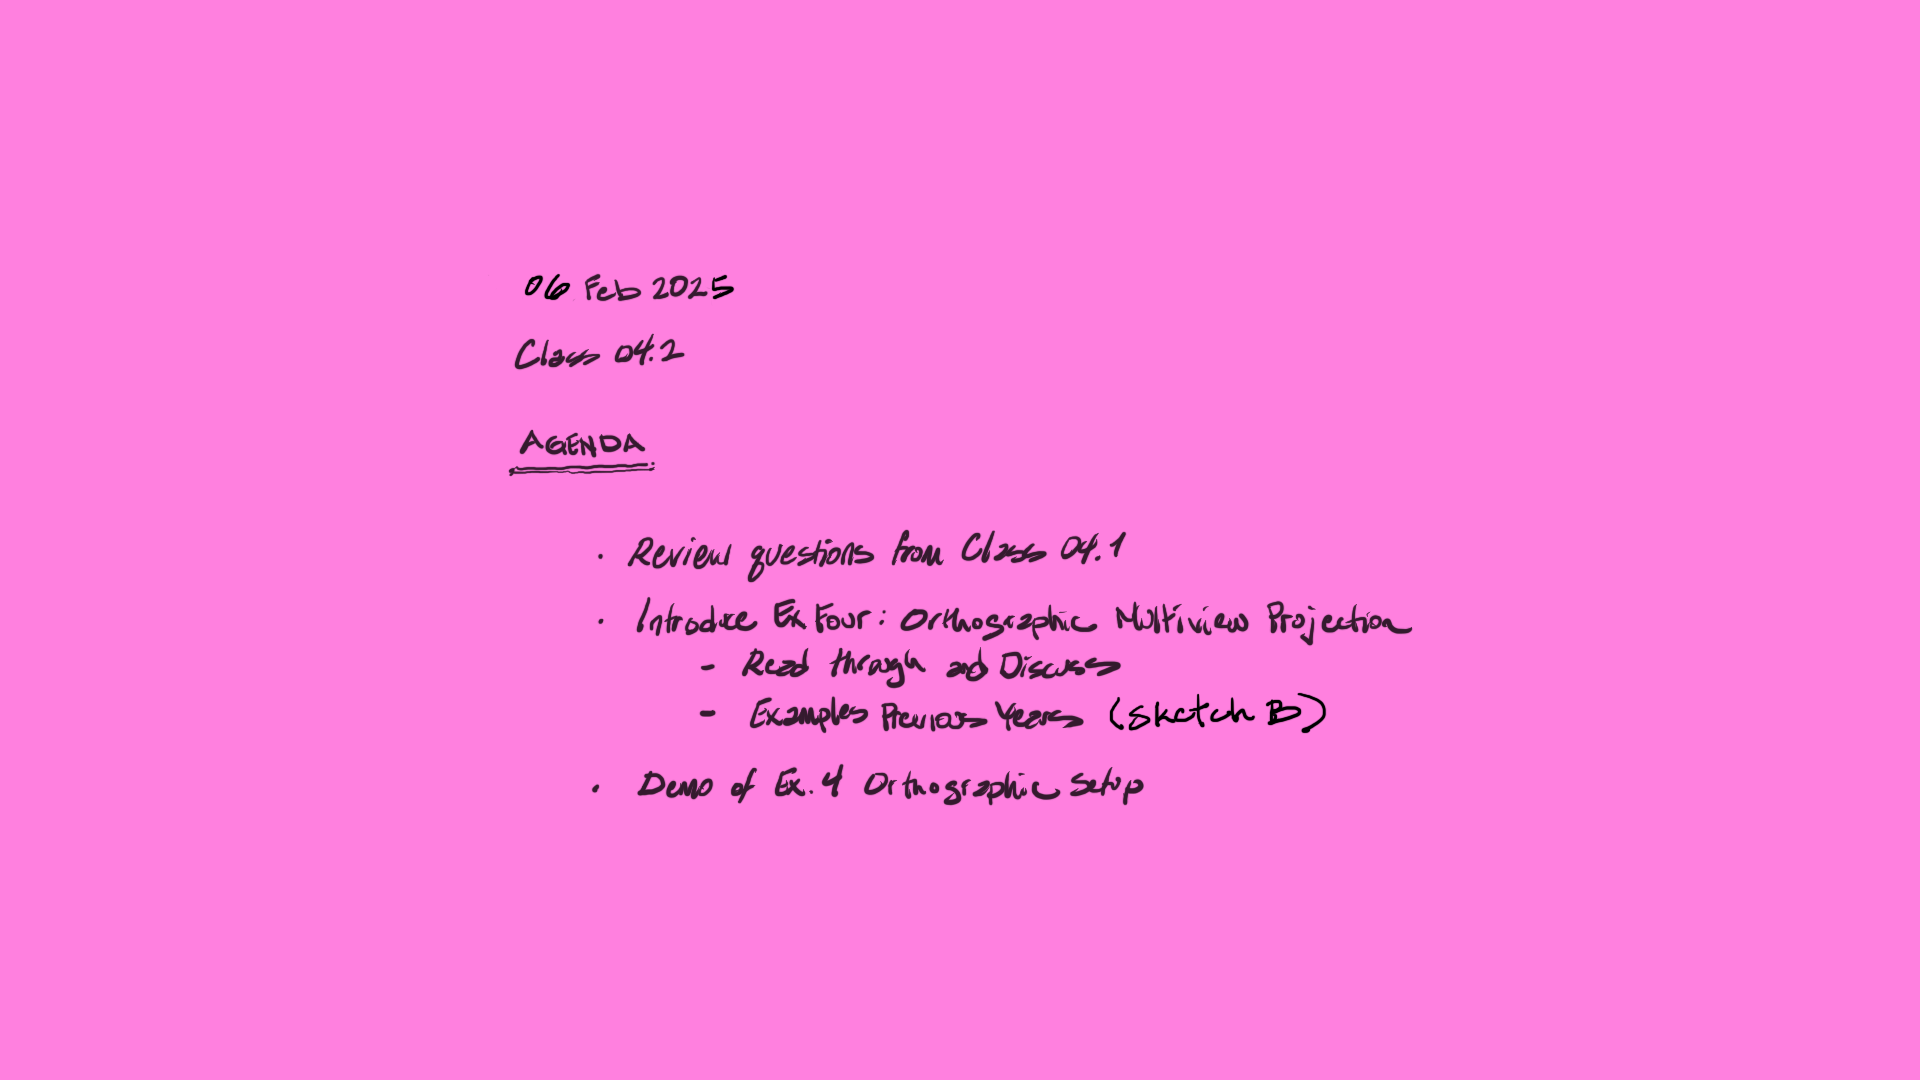 06 Feb 2025
Class 04.2
AGENDA
· Review questions from Class 04.1
· Introduce Ex Four: Orthographic Multiview Projection
- Read through and Discuss
- Examples Previous Years (Sketch B)
· Demo of Ex. 4 Orthographic Setup